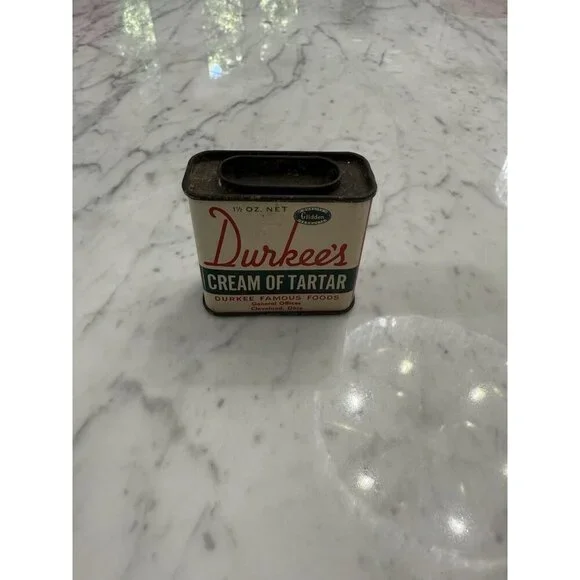 1½ OZ. NET
Glidden
Durkee's
CREAM OF TARTAR
DURKEE FAMOUS FOODS
General Offices
Cleveland, Ohio